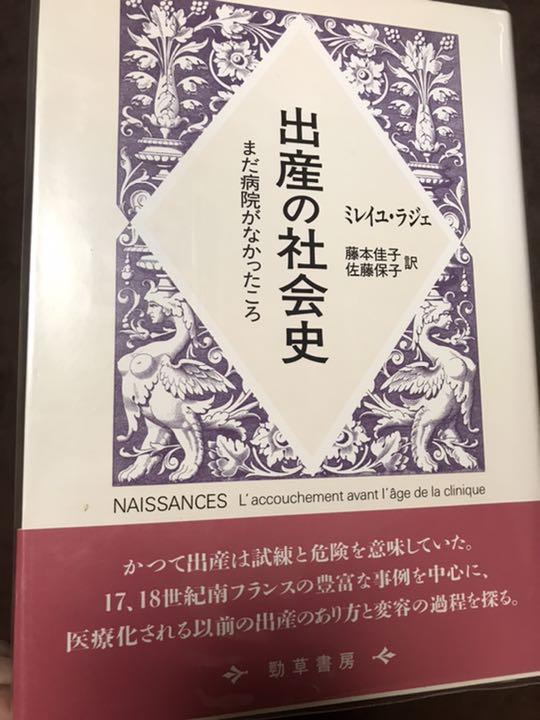 出産の社会史
まだ病院がなかったころ
ミレイユ・ラジェ
藤本佳子
佐藤保子
訳
NAISSANCES L'accouchement avant l'âge de la clinique
かつて出産は試練と危険を意味していた。
17、18世紀南フランスの豊富な事例を中心に、
医療化される以前の出産のあり方と変容の過程を探る。
勁草書房